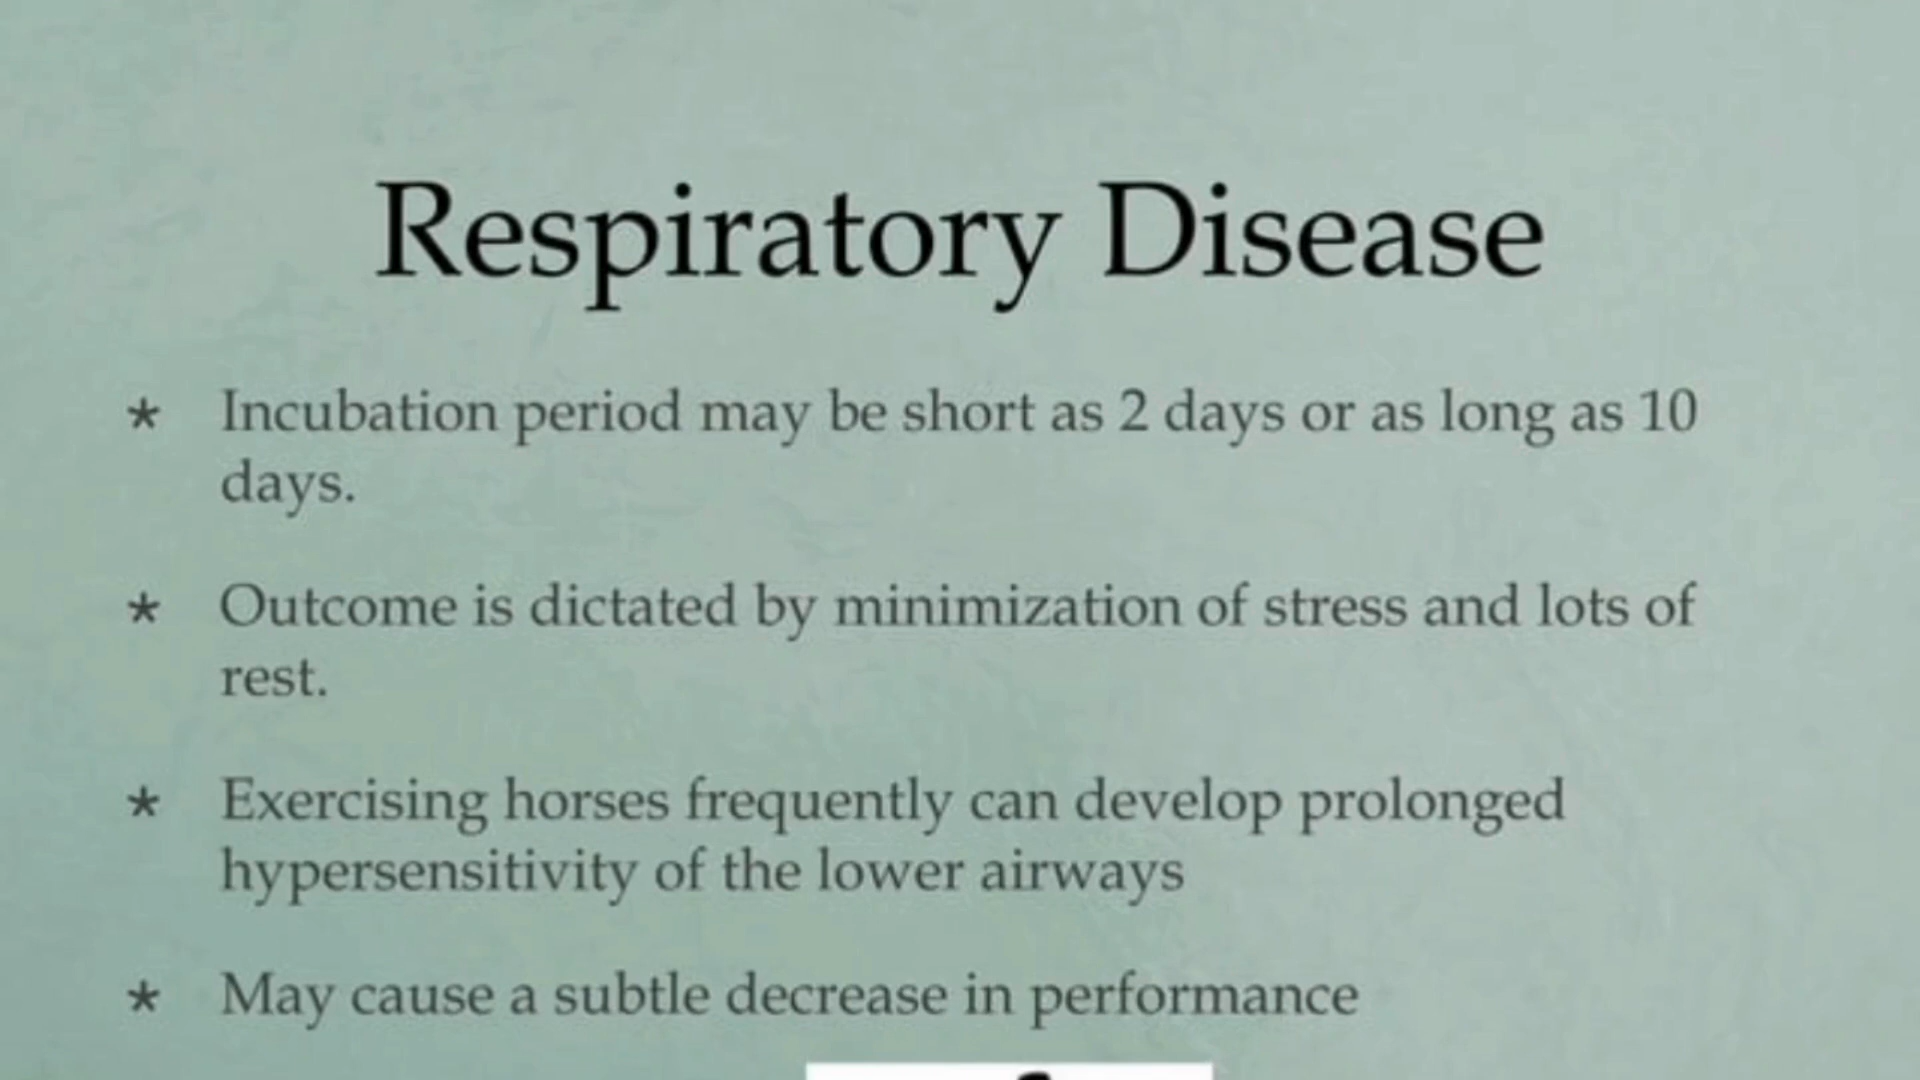 Respiratory Disease
* Incubation period may be short as 2 days or as long as 10
days.
* Outcome is dictated by minimization of stress and lots of
rest.
* Exercising horses frequently can develop prolonged
hypersensitivity of the lower airways
* May cause a subtle decrease in performance